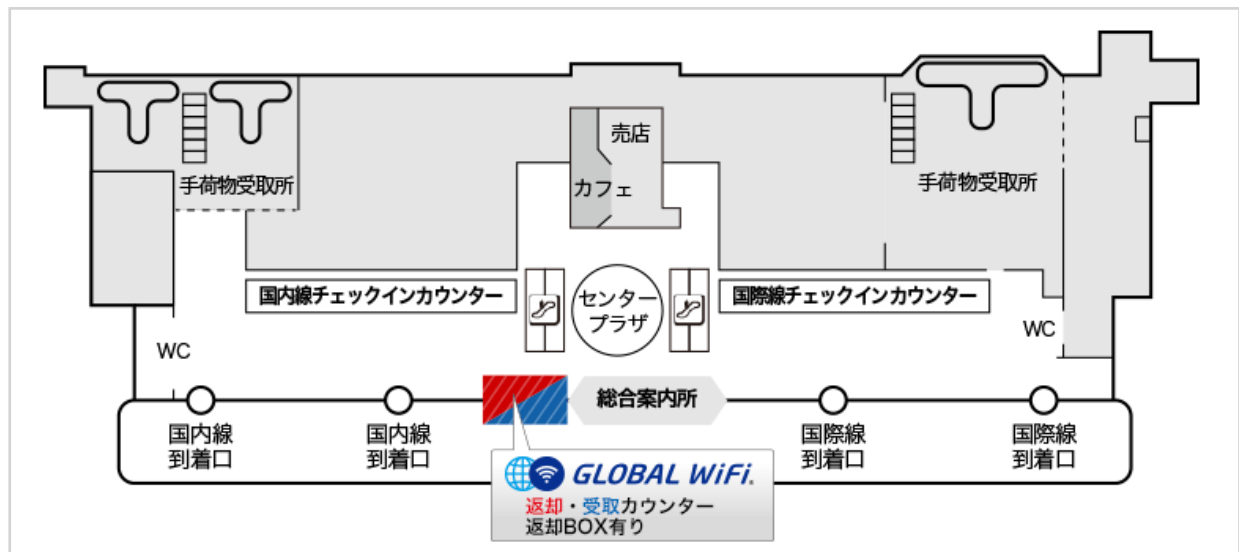 売店
カフェ
手荷物受取所
手荷物受取所
国内線チェックインカウンター
センター
プラザ
国際線チェックインカウンター
WC
WC
総合案内所
国内線
到着口
国内線
到着口
国際線
到着口
国際線
到着口
GLOBAL WiFi.
返却・受取カウンター
返却BOX有り